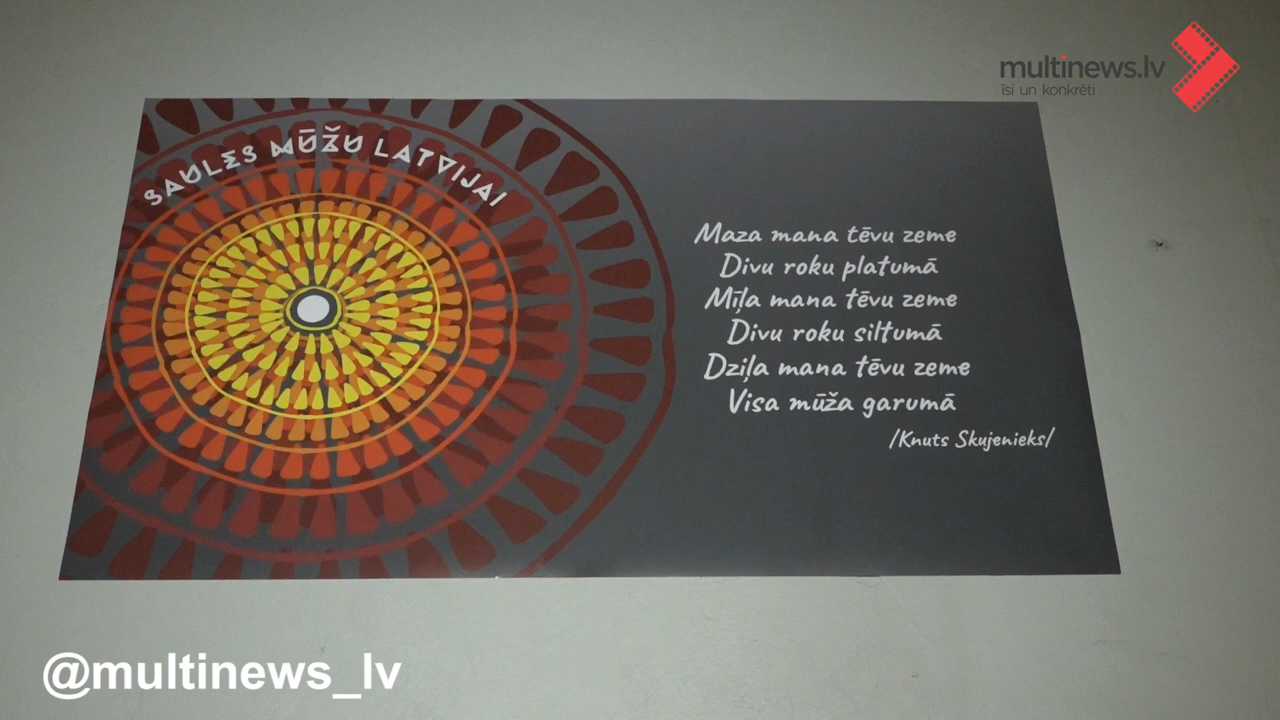 multinews.lv
īsi un konkrēti
SAULES MŪŽU LATVIJAI
Maza mana tēvu zeme
Divu roku platumā
Mīļa mana tēvu zeme
Divu roku siltumā
Dziļa mana tēvu zeme
Visa mūža garumā
/Knuts Skujenieks/
@multinews_lv